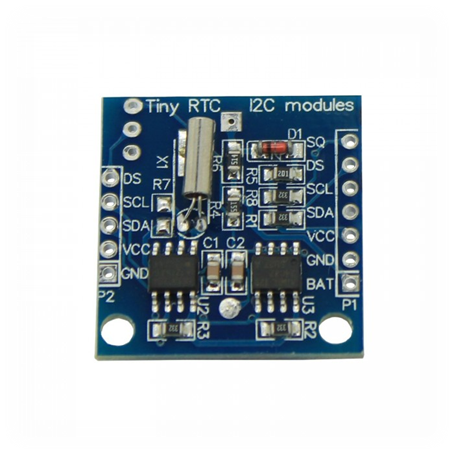 Tiny RTC I2C modules
D1
SQ
DS
SCL
SDA
VCC
GND
BAT
P1
DS
SCL
SDA
VCC
GND
P2
X1
R7
R6
R5
R8
R4
R1
C1 C2
U2
U3
R3
R2